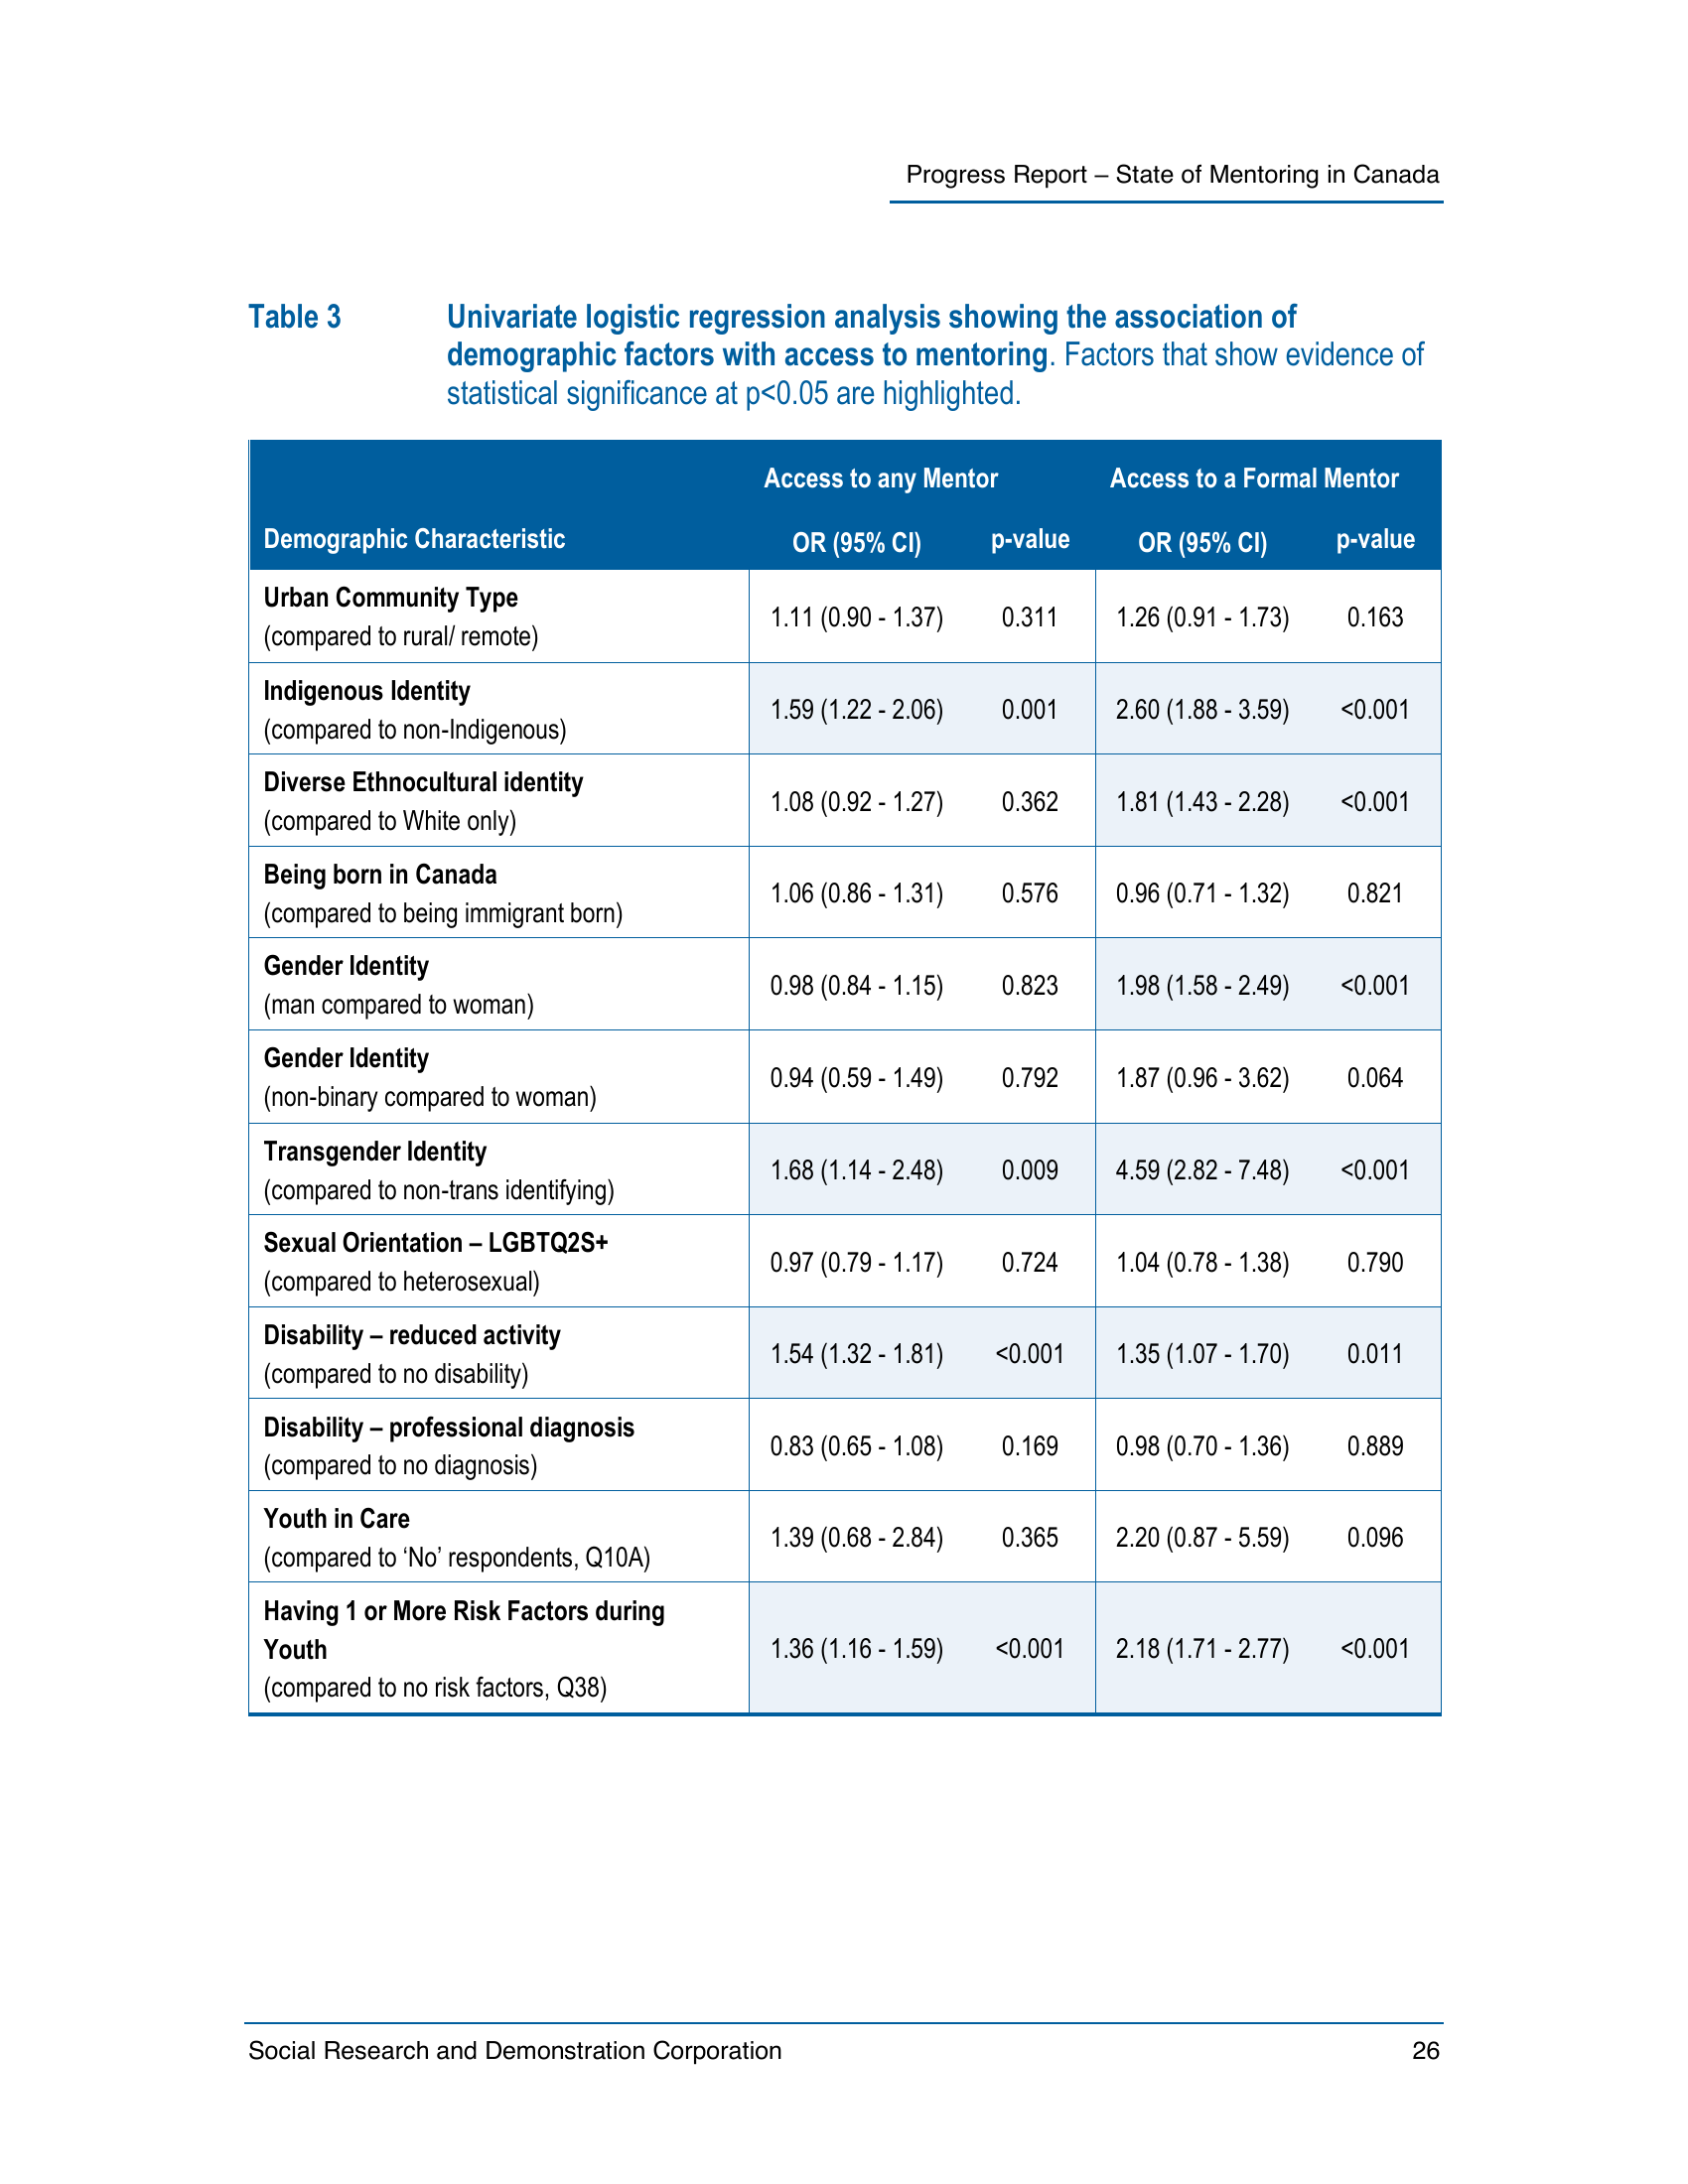 Progress Report – State of Mentoring in Canada
Table 3 Univariate logistic regression analysis showing the association of
demographic factors with access to mentoring. Factors that show evidence of
statistical significance at p<0.05 are highlighted.
Access to any Mentor Access to a Formal Mentor
Demographic Characteristic OR (95% CI) p-value OR (95% CI) p-value
Urban Community Type
(compared to rural/ remote)
1.11 (0.90 - 1.37) 0.311 1.26 (0.91 - 1.73) 0.163
Indigenous Identity
(compared to non-Indigenous)
1.59 (1.22 - 2.06) 0.001 2.60 (1.88 - 3.59) <0.001
Diverse Ethnocultural identity
(compared to White only)
1.08 (0.92 - 1.27) 0.362 1.81 (1.43 - 2.28) <0.001
Being born in Canada
(compared to being immigrant born)
1.06 (0.86 - 1.31) 0.576 0.96 (0.71 - 1.32) 0.821
Gender Identity
(man compared to woman)
0.98 (0.84 - 1.15) 0.823 1.98 (1.58 - 2.49) <0.001
Gender Identity
(non-binary compared to woman)
0.94 (0.59 - 1.49) 0.792 1.87 (0.96 - 3.62) 0.064
Transgender Identity
(compared to non-trans identifying)
1.68 (1.14 - 2.48) 0.009 4.59 (2.82 - 7.48) <0.001
Sexual Orientation – LGBTQ2S+
(compared to heterosexual)
0.97 (0.79 - 1.17) 0.724 1.04 (0.78 - 1.38) 0.790
Disability – reduced activity
(compared to no disability)
1.54 (1.32 - 1.81) <0.001 1.35 (1.07 - 1.70) 0.011
Disability – professional diagnosis
(compared to no diagnosis)
0.83 (0.65 - 1.08) 0.169 0.98 (0.70 - 1.36) 0.889
Youth in Care
(compared to ‘No’ respondents, Q10A)
1.39 (0.68 - 2.84) 0.365 2.20 (0.87 - 5.59) 0.096
Having 1 or More Risk Factors during
Youth
(compared to no risk factors, Q38)
1.36 (1.16 - 1.59) <0.001 2.18 (1.71 - 2.77) <0.001
Social Research and Demonstration Corporation 26